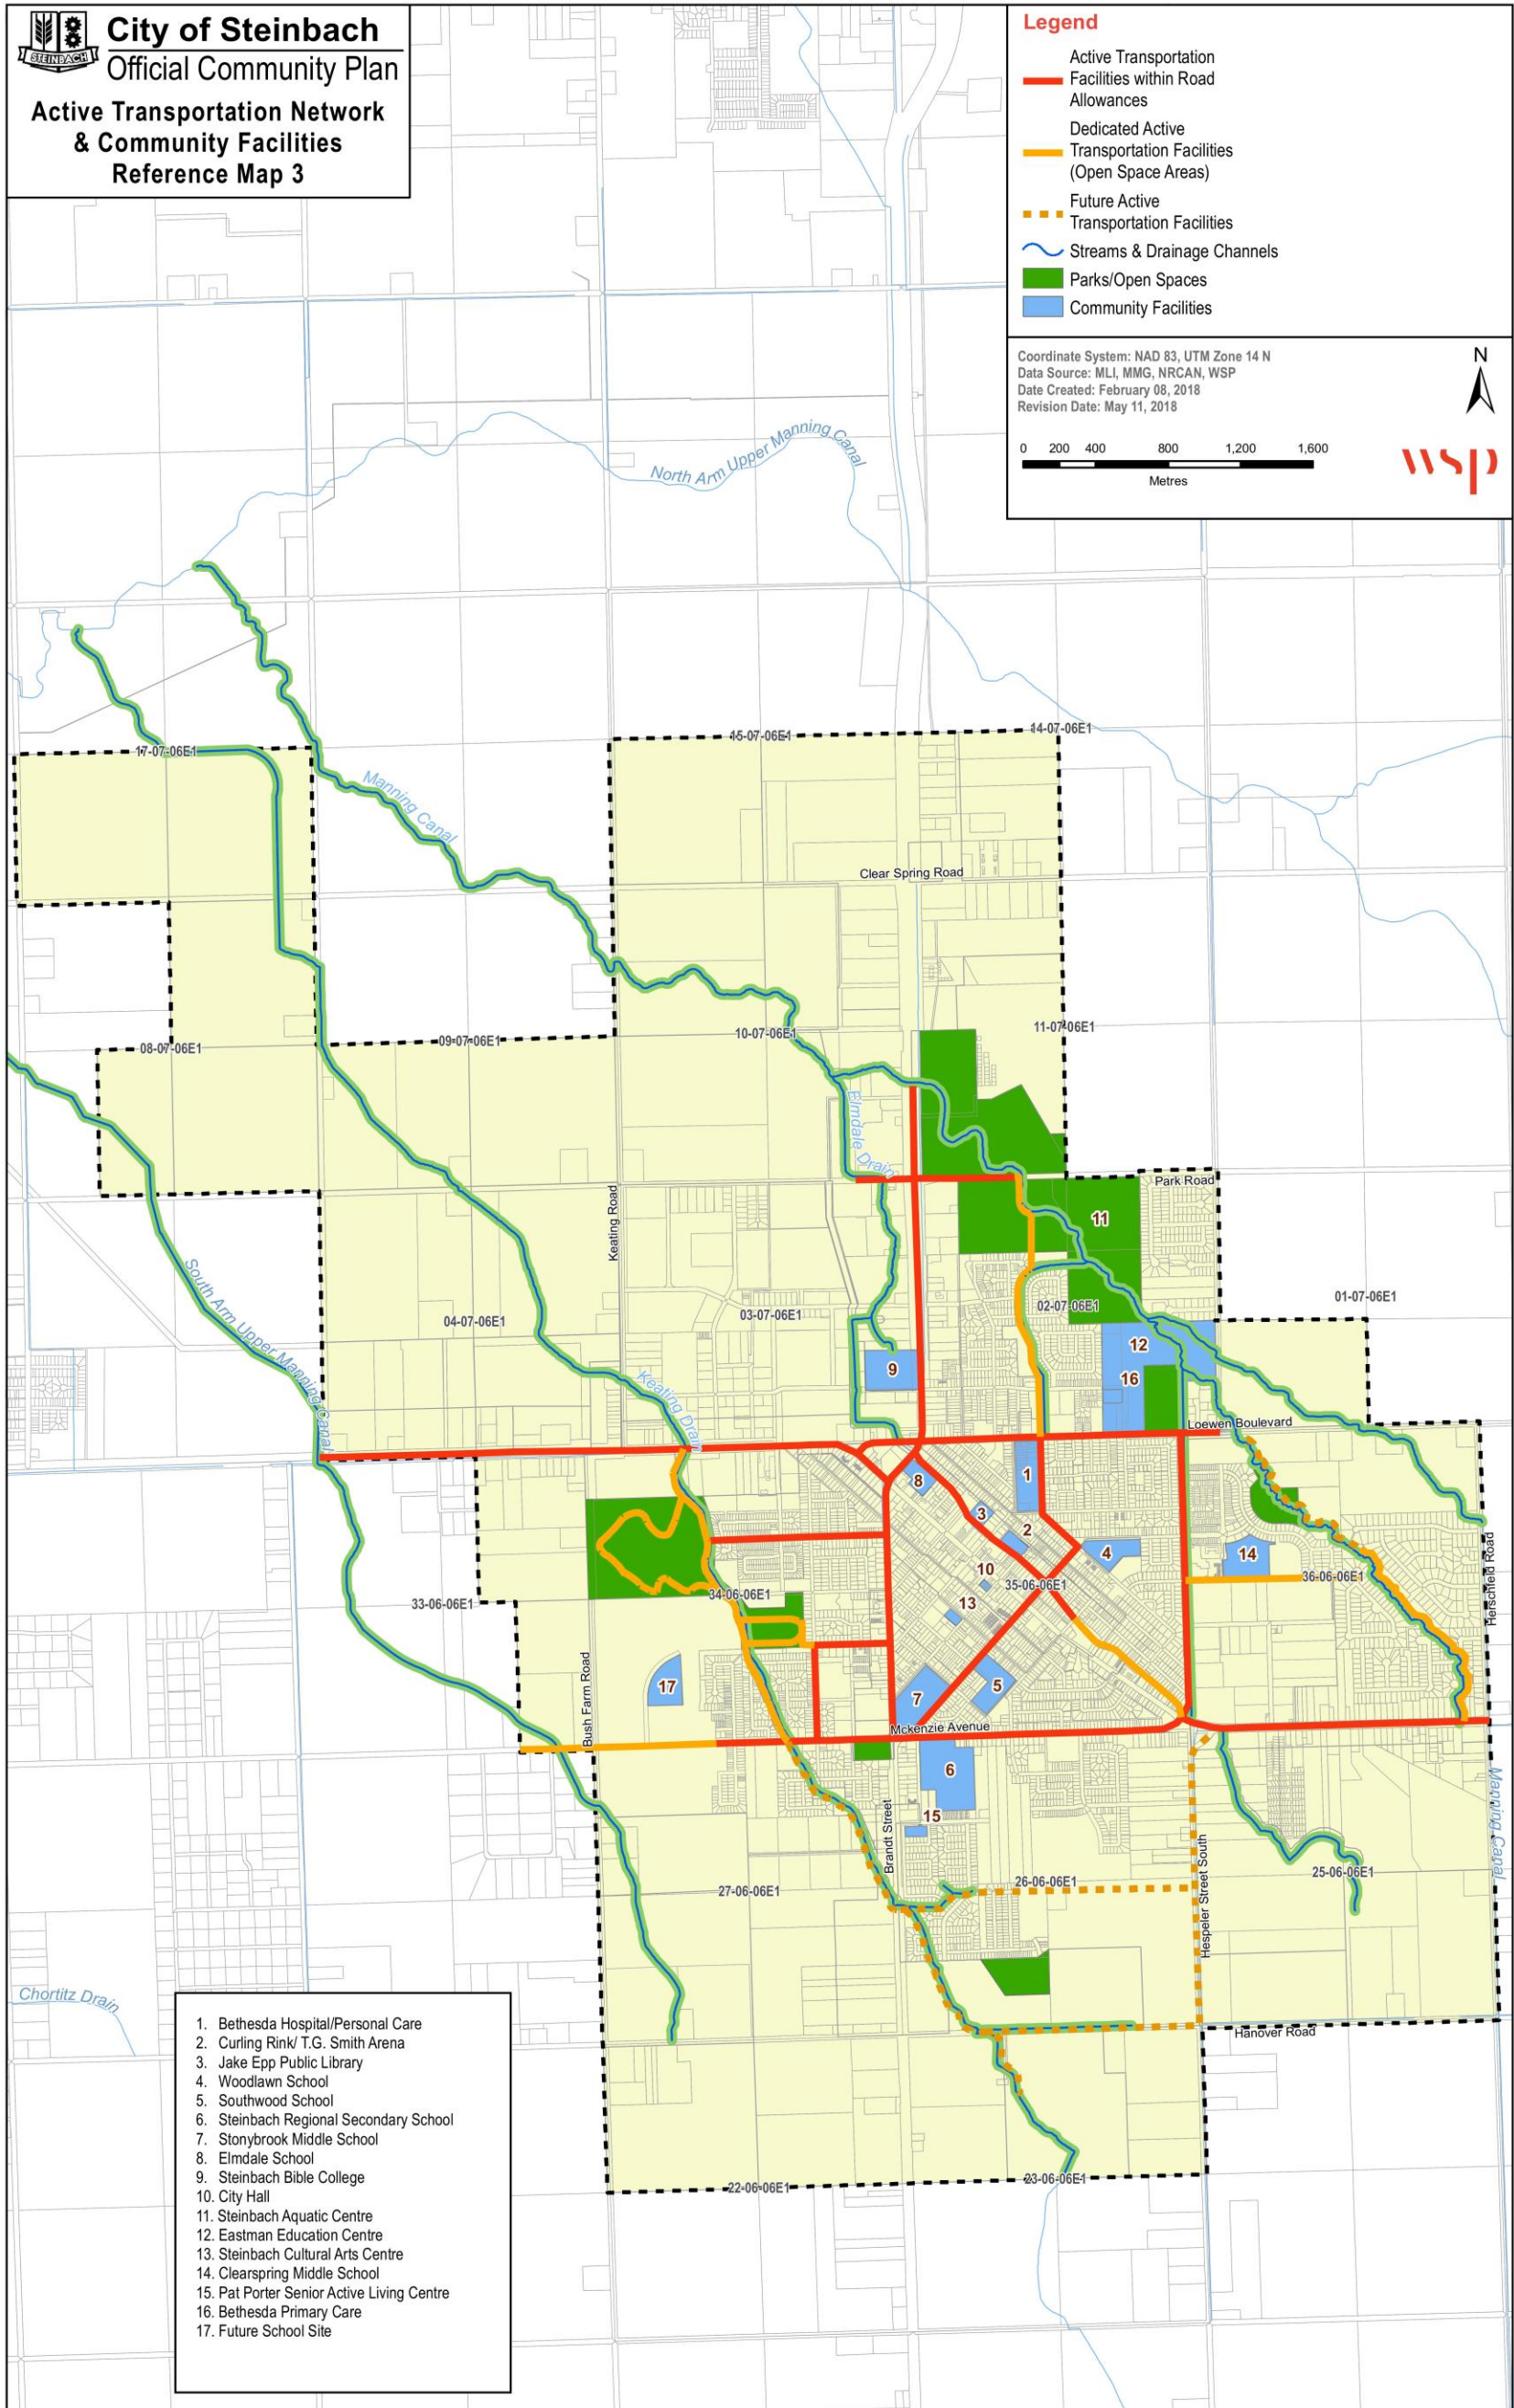 STEINBACH
City of Steinbach
Official Community Plan
Active Transportation Network
& Community Facilities
Reference Map 3
Legend
Active Transportation
Facilities within Road
Allowances
Dedicated Active
Transportation Facilities
(Open Space Areas)
Future Active
Transportation Facilities
Streams & Drainage Channels
Parks/Open Spaces
Community Facilities
Coordinate System: NAD 83, UTM Zone 14 N
Data Source: MLI, MMG, NRCAN, WSP
Date Created: February 08, 2018
Revision Date: May 11, 2018
N
0 200 400 800 1,200 1,600
Metres
wsp
North Arm Upper Manning Canal
14-07-06E1
15-07-06E1
17-07-06E1
Manning Canal
Clear Spring Road
11-07-06E1
10-07-06E1
09-07-06E1
08-07-06E1
Elmdale Drain
Park Road
Keating Road
11
South Arm Upper Manning Canal
01-07-06E1
02-07-06E1
03-07-06E1
04-07-06E1
12
9
16
Keating Drain
Loewen Boulevard
1
8
3
2
4
14
Herschfield Road
10
35-06-06E1
36-06-06E1
34-06-06E1
33-06-06E1
13
17
5
7
Bush Farm Road
Mckenzie Avenue
6
Manning Canal
15
Brandt Street
Hespeler Street South
25-06-06E1
26-06-06E1
27-06-06E1
Chortitz Drain
Hanover Road
23-06-06E1
22-06-06E1
1. Bethesda Hospital/Personal Care
2. Curling Rink/ T.G. Smith Arena
3. Jake Epp Public Library
4. Woodlawn School
5. Southwood School
6. Steinbach Regional Secondary School
7. Stonybrook Middle School
8. Elmdale School
9. Steinbach Bible College
10. City Hall
11. Steinbach Aquatic Centre
12. Eastman Education Centre
13. Steinbach Cultural Arts Centre
14. Clearspring Middle School
15. Pat Porter Senior Active Living Centre
16. Bethesda Primary Care
17. Future School Site